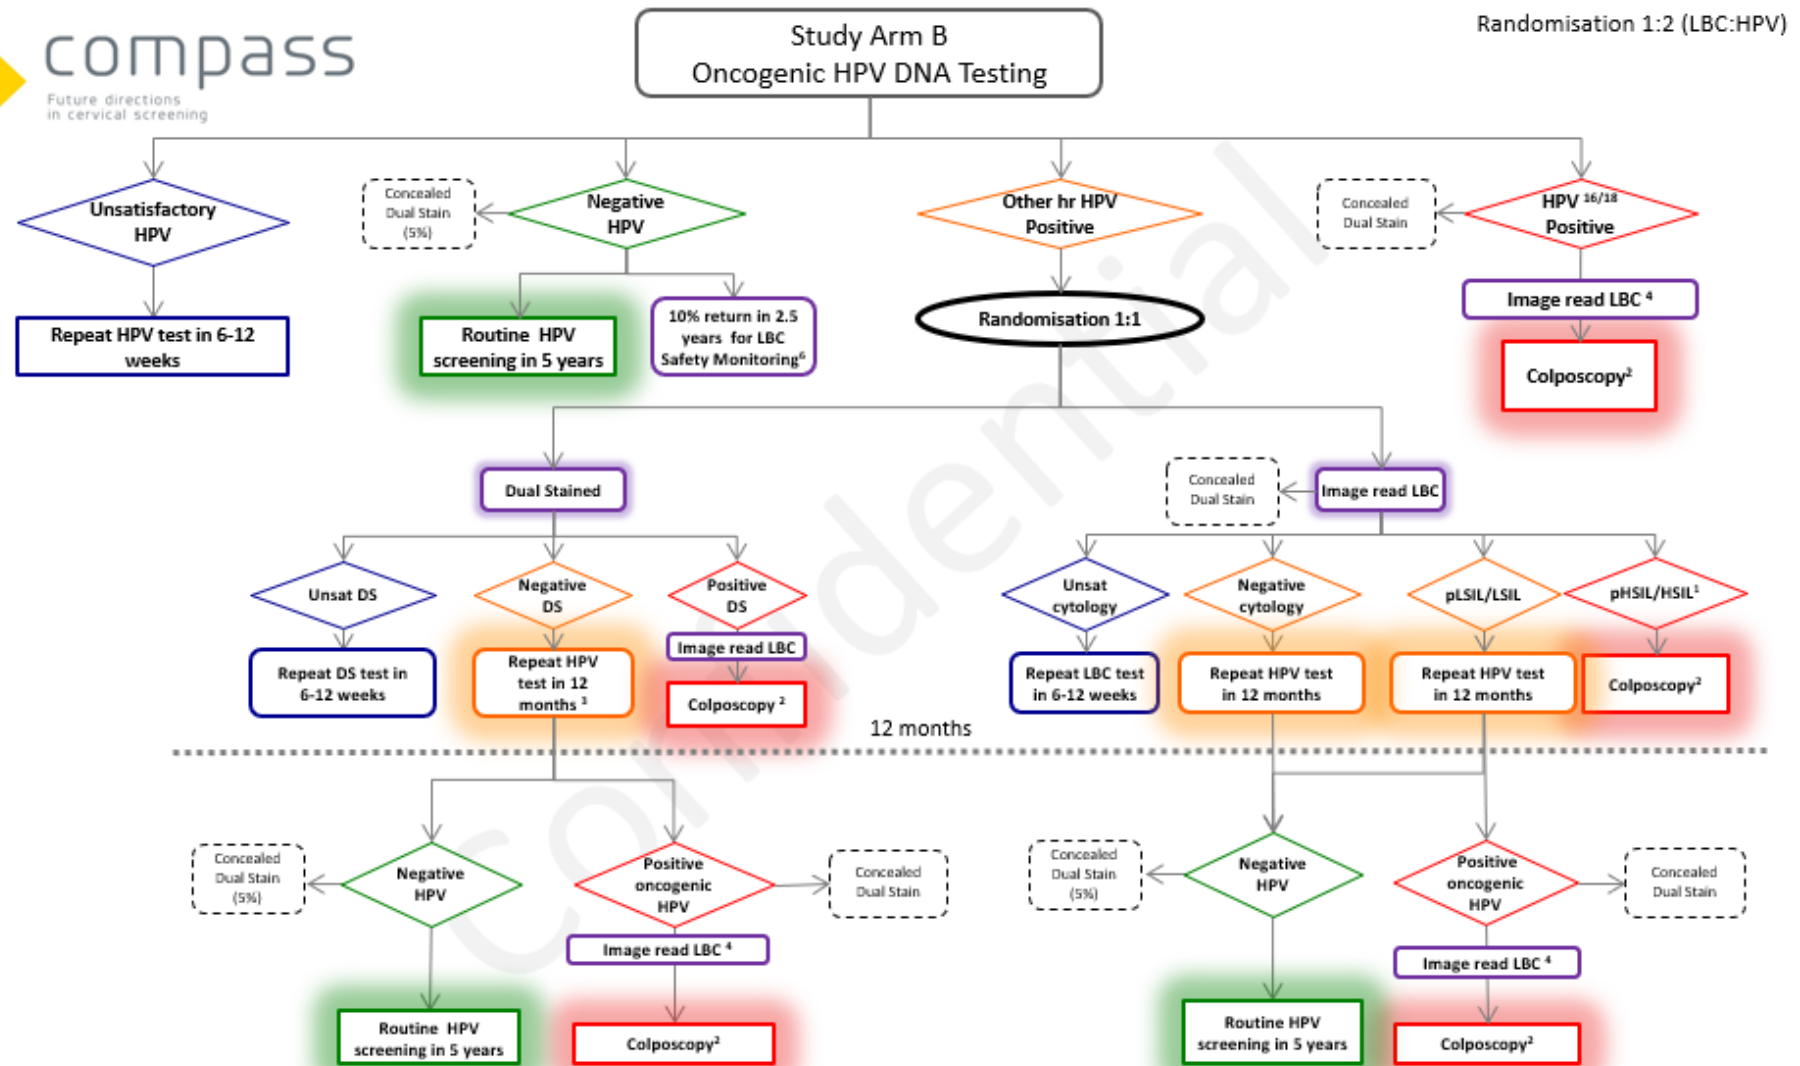 compass
Future directions
in cervical screening
Study Arm B
Oncogenic HPV DNA Testing
Randomisation 1:2 (LBC:HPV)
Unsatisfactory
HPV
Concealed
Dual Stain
(5%)
Negative
HPV
Other hr HPV
Positive
Concealed
Dual Stain
HPV 16/18
Positive
Repeat HPV test in 6-12
weeks
Routine HPV
screening in 5 years
10% return in 2.5
years for LBC
Safety Monitoring⁶
Randomisation 1:1
Image read LBC ⁴
Colposcopy²
Dual Stained
Concealed
Dual Stain
Image read LBC
Unsat DS
Negative
DS
Positive
DS
Unsat
cytology
Negative
cytology
pLSIL/LSIL
pHSIL/HSIL¹
Repeat DS test in
6-12 weeks
Repeat HPV
test in 12
months ³
Image read LBC
Colposcopy ²
Repeat LBC test
in 6-12 weeks
Repeat HPV test
in 12 months
Repeat HPV test
in 12 months
Colposcopy²
12 months
Concealed
Dual Stain
(5%)
Negative
HPV
Positive
oncogenic
HPV
Concealed
Dual Stain
Concealed
Dual Stain
(5%)
Negative
HPV
Positive
oncogenic
HPV
Concealed
Dual Stain
Image read LBC ⁴
Image read LBC ⁴
Routine HPV
screening in 5 years
Colposcopy²
Routine HPV
screening in 5 years
Colposcopy²
Confidential